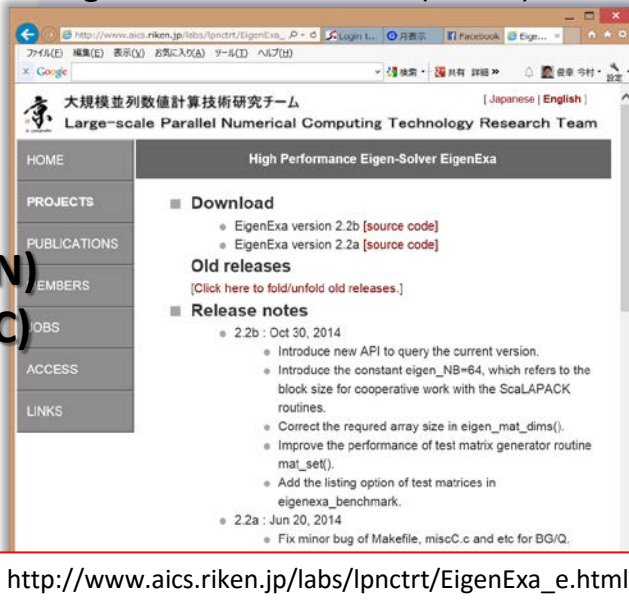 http://www.aics.riken.jp/labs/lpnctrt/EigenExa_
Login t...
月表示
Facebook
Eige...
ファイル(F) 編集(E) 表示(V) お気に入り(A) ツール(T) ヘルプ(H)
Google
検索
共有
詳細 »
俊幸 今村
設定
京
大規模並列数値計算技術研究チーム
[ Japanese | English ]
Large-scale Parallel Numerical Computing Technology Research Team
HOME
High Performance Eigen-Solver EigenExa
PROJECTS
Download
EigenExa version 2.2b [source code]
PUBLICATIONS
EigenExa version 2.2a [source code]
N)
Old releases
MEMBERS
[Click here to fold/unfold old releases.]
Release notes
C)
JOBS
2.2b : Oct 30, 2014
Introduce new API to query the current version.
ACCESS
Introduce the constant eigen_NB=64, which refers to the
block size for cooperative work with the ScaLAPACK
LINKS
routines.
Correct the requred array size in eigen_mat_dims().
Improve the performance of test matrix generator routine
mat_set().
Add the listing option of test matrices in
eigenexa_benchmark.
2.2a : Jun 20, 2014
Fix minor bug of Makefile, miscC.c and etc for BG/Q.
http://www.aics.riken.jp/labs/lpnctrt/EigenExa_e.html